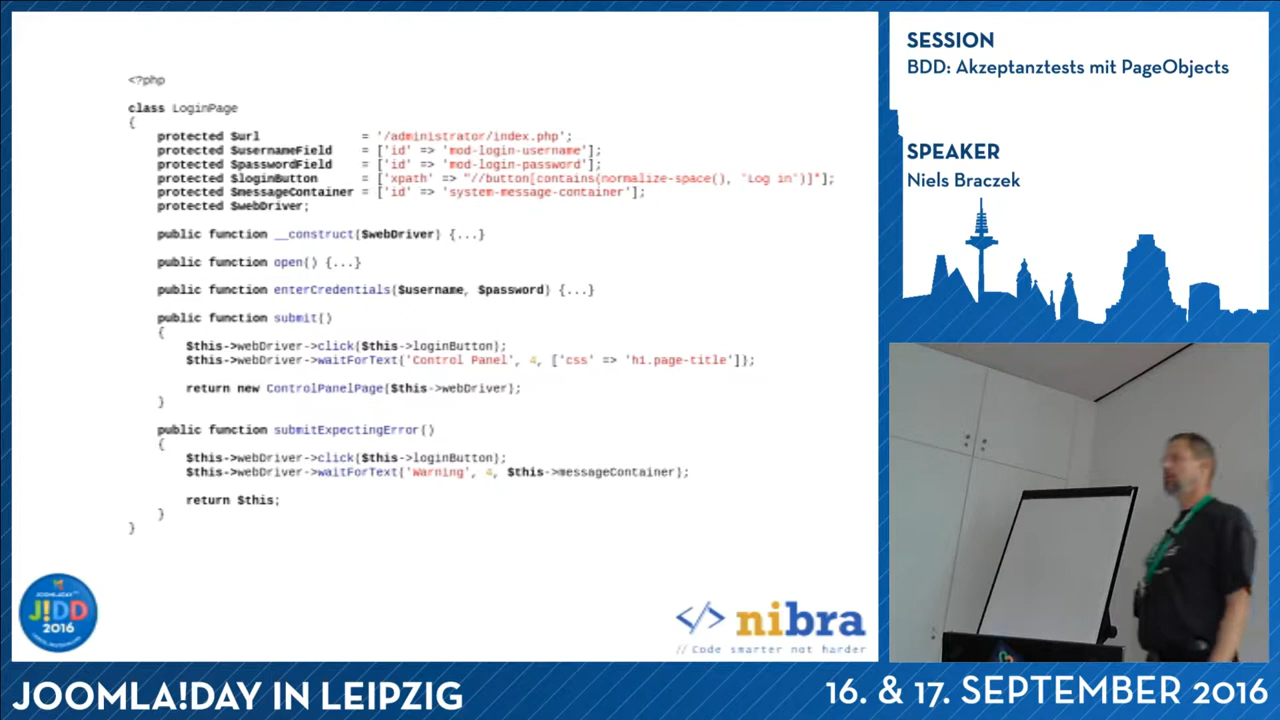 <?php
class LoginPage
{
protected $url = '/administrator/index.php';
protected $usernameField = ['id' => 'mod-login-username'];
protected $passwordField = ['id' => 'mod-login-password'];
protected $loginButton = ['xpath' => "//button[contains(normalize-space(), 'Log in')]"];
protected $messageContainer = ['id' => 'system-message-container'];
protected $webDriver;
public function __construct($webDriver) {...}
public function open() {...}
public function enterCredentials($username, $password) {...}
public function submit()
{
$this->webDriver->click($this->loginButton);
$this->webDriver->waitForText('Control Panel', 4, ['css' => 'h1.page-title']);
return new ControlPanelPage($this->webDriver);
}
public function submitExpectingError()
{
$this->webDriver->click($this->loginButton);
$this->webDriver->waitForText('Warning', 4, $this->messageContainer);
return $this;
}
}
JOOMLA!DAY
J!DD
2016
</> nibra
// Code smarter not harder
SESSION
BDD: Akzeptanztests mit PageObjects
SPEAKER
Niels Braczek
JOOMLA!DAY IN LEIPZIG
16. & 17. SEPTEMBER 2016